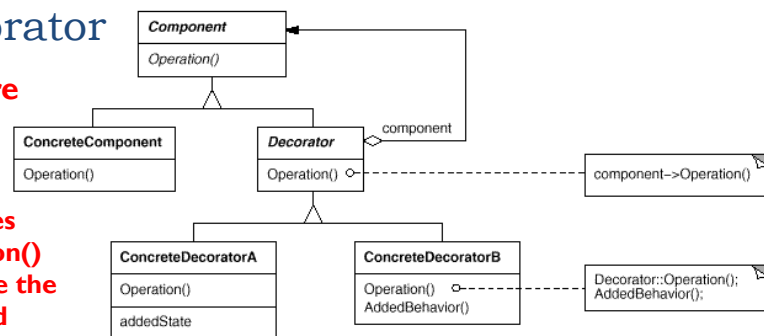 orator
Component
Operation()
re
component
ConcreteComponent
Operation()
Decorator
Operation()
component–>Operation()
es
on()
e the
d
ConcreteDecoratorA
Operation()
addedState
ConcreteDecoratorB
Operation()
AddedBehavior()
Decorator::Operation();
AddedBehavior();